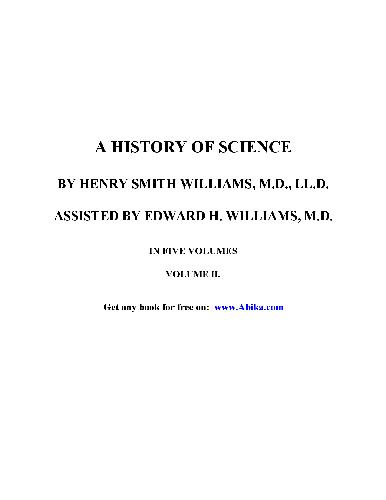 A HISTORY OF SCIENCE
BY HENRY SMITH WILLIAMS, M.D., LL.D.
ASSISTED BY EDWARD H. WILLIAMS, M.D.
IN FIVE VOLUMES
VOLUME II.
Get any book for free on: www.Abika.com